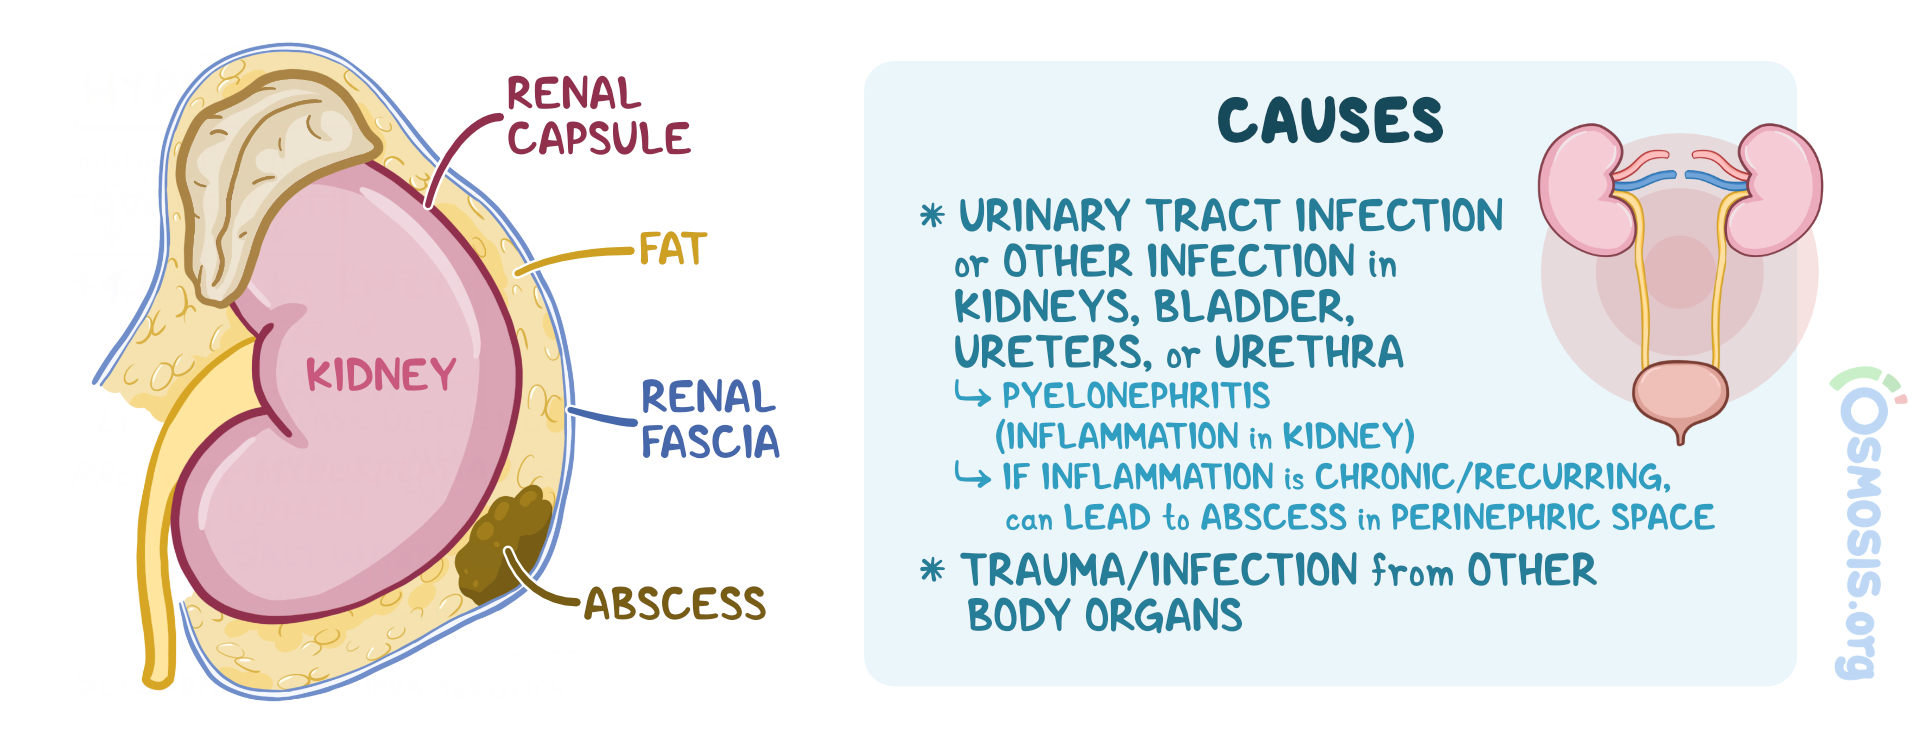 RENAL
CAPSULE
FAT
KIDNEY
RENAL
FASCIA
ABSCESS
CAUSES
* URINARY TRACT INFECTION
or OTHER INFECTION in
KIDNEYS, BLADDER,
URETERS, or URETHRA
↳ PYELONEPHRITIS
(INFLAMMATION in KIDNEY)
↳ IF INFLAMMATION is CHRONIC/RECURRING,
can LEAD to ABSCESS in PERINEPHRIC SPACE
* TRAUMA/INFECTION from OTHER
BODY ORGANS
OSMOSIS.org